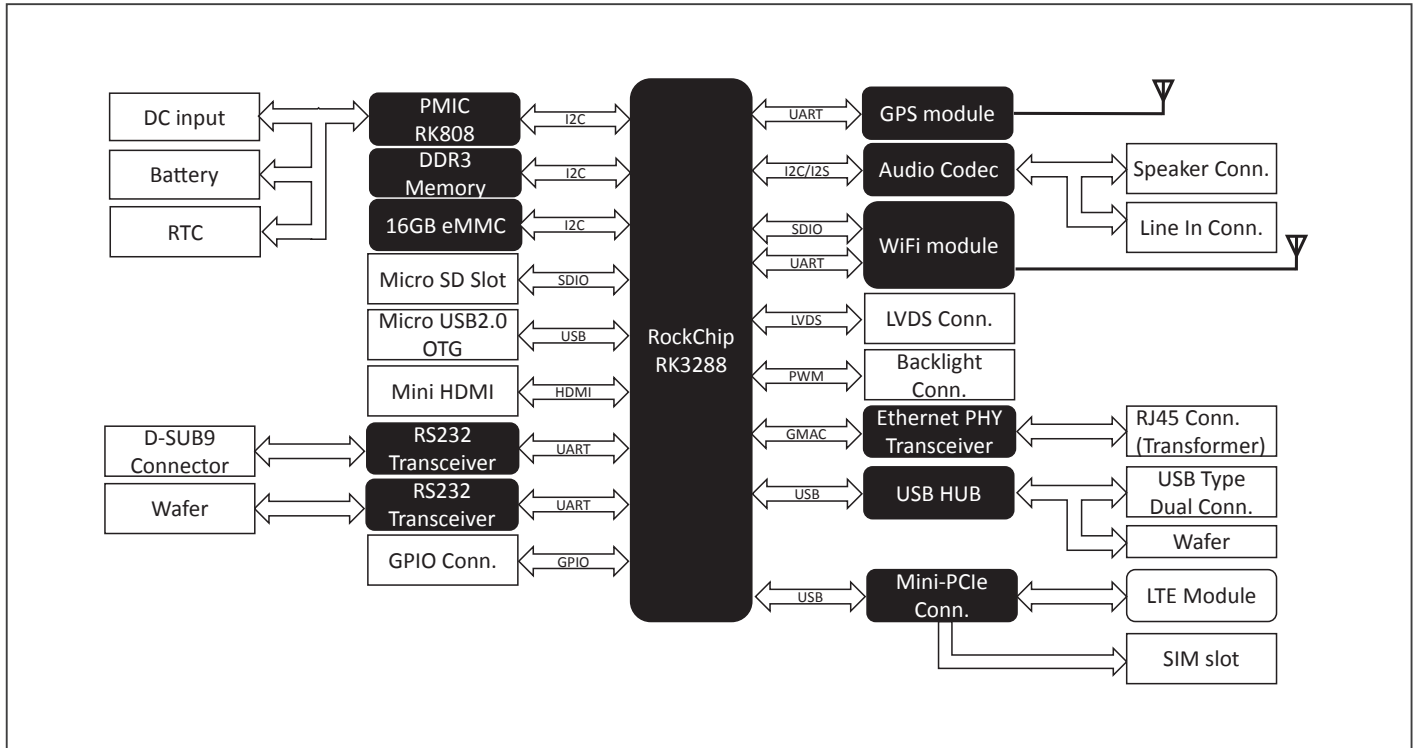 DC input
Battery
RTC
D-SUB9
Connector
Wafer
PMIC
RK808
DDR3
Memory
16GB eMMC
Micro SD Slot
Micro USB2.0
OTG
Mini HDMI
RS232
Transceiver
RS232
Transceiver
GPIO Conn.
I2C
I2C
I2C
SDIO
USB
HDMI
UART
UART
GPIO
RockChip
RK3288
UART
I2C/I2S
SDIO
UART
LVDS
PWM
GMAC
USB
USB
GPS module
Audio Codec
WiFi module
LVDS Conn.
Backlight
Conn.
Ethernet PHY
Transceiver
USB HUB
Mini-PCIe
Conn.
Speaker Conn.
Line In Conn.
RJ45 Conn.
(Transformer)
USB Type
Dual Conn.
Wafer
LTE Module
SIM slot